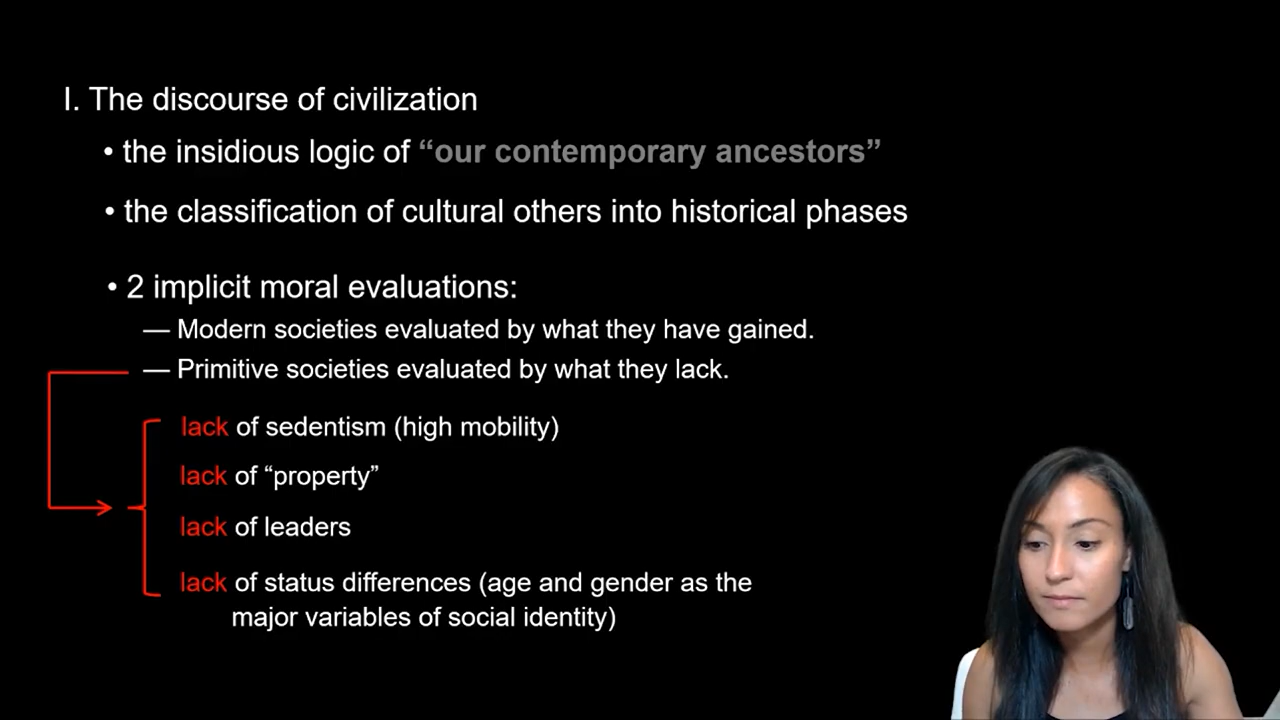 I. The discourse of civilization
• the insidious logic of “our contemporary ancestors”
• the classification of cultural others into historical phases
• 2 implicit moral evaluations:
— Modern societies evaluated by what they have gained.
— Primitive societies evaluated by what they lack.
lack of sedentism (high mobility)
lack of “property”
lack of leaders
lack of status differences (age and gender as the
major variables of social identity)